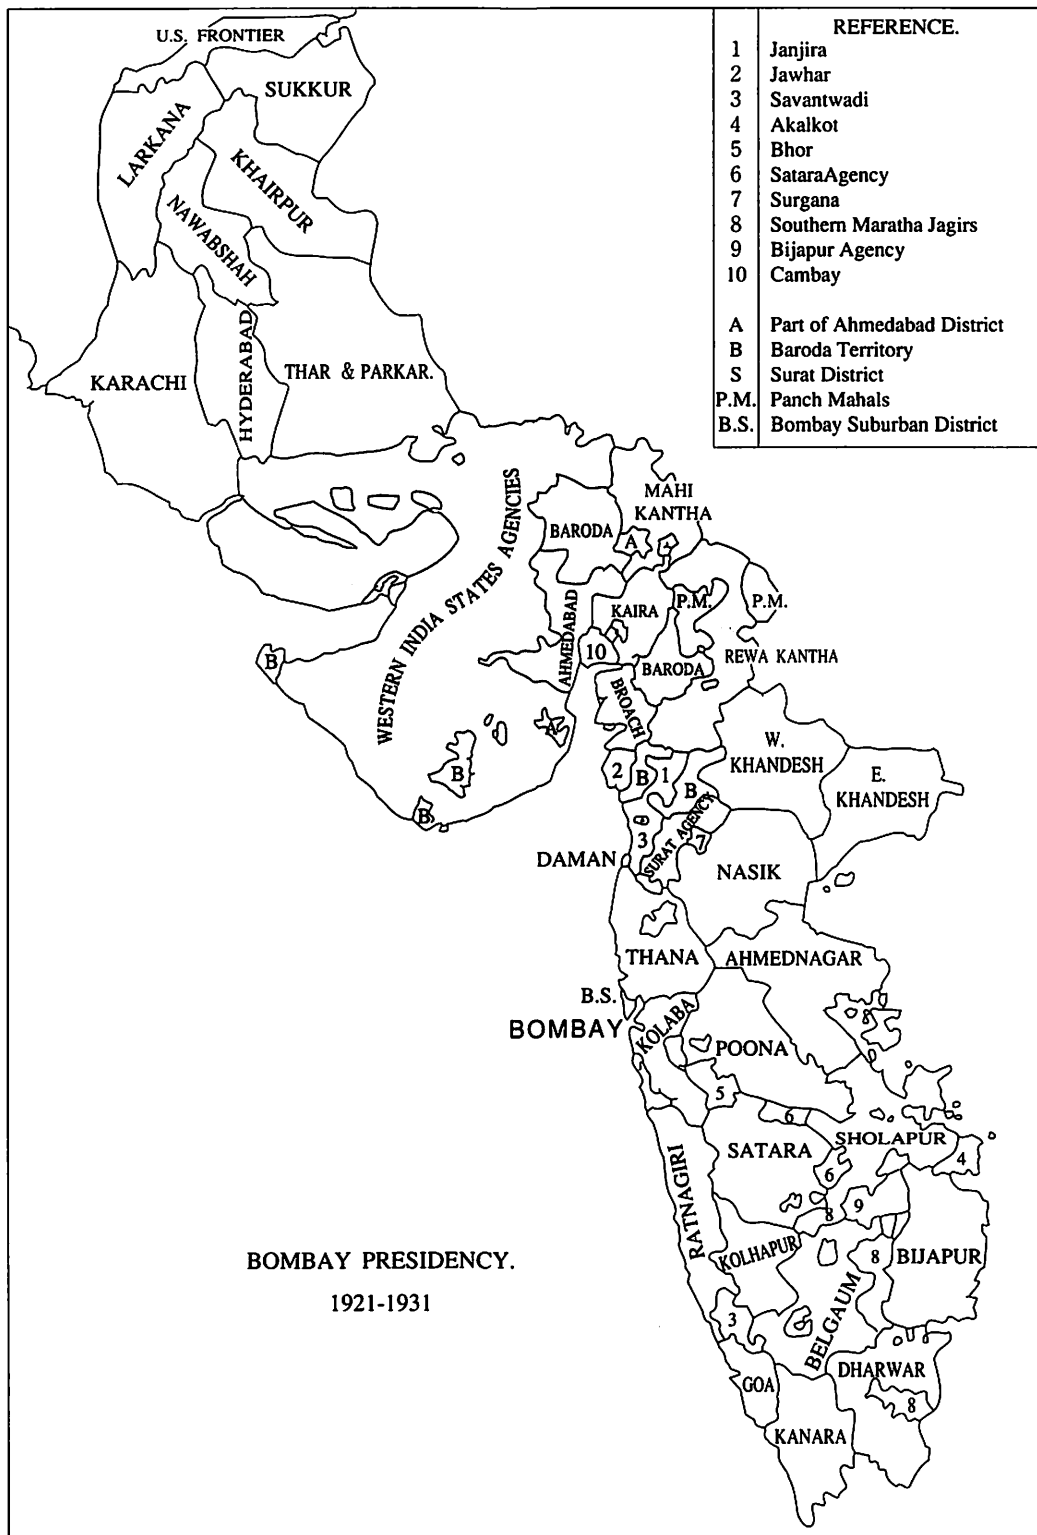 U.S. FRONTIER
SUKKUR
LARKANA
KHAIRPUR
NAWABSHAH
HYDERABAD
KARACHI
THAR & PARKAR.
REFERENCE.
1 Janjira
2 Jawhar
3 Savantwadi
4 Akalkot
5 Bhor
6 SataraAgency
7 Surgana
8 Southern Maratha Jagirs
9 Bijapur Agency
10 Cambay
A Part of Ahmedabad District
B Baroda Territory
S Surat District
P.M. Panch Mahals
B.S. Bombay Suburban District
WESTERN INDIA STATES AGENCIES
MAHI
KANTHA
BARODA
A
AHMEDABAD
KAIRA
P.M.
P.M.
10
BARODA
REWA KANTHA
B
BROACH
A
B
B
W.
KHANDESH
E.
KHANDESH
2
B
1
B
3
SURAT AGENCY
7
DAMAN
NASIK
THANA
AHMEDNAGAR
B.S.
BOMBAY
KOLABA
POONA
8
5
6
SATARA
SHOLAPUR
4
6
RATNAGIRI
8
9
KOLHAPUR
8
BIJAPUR
BELGAUM
3
GOA
DHARWAR
8
KANARA
BOMBAY PRESIDENCY.
1921-1931